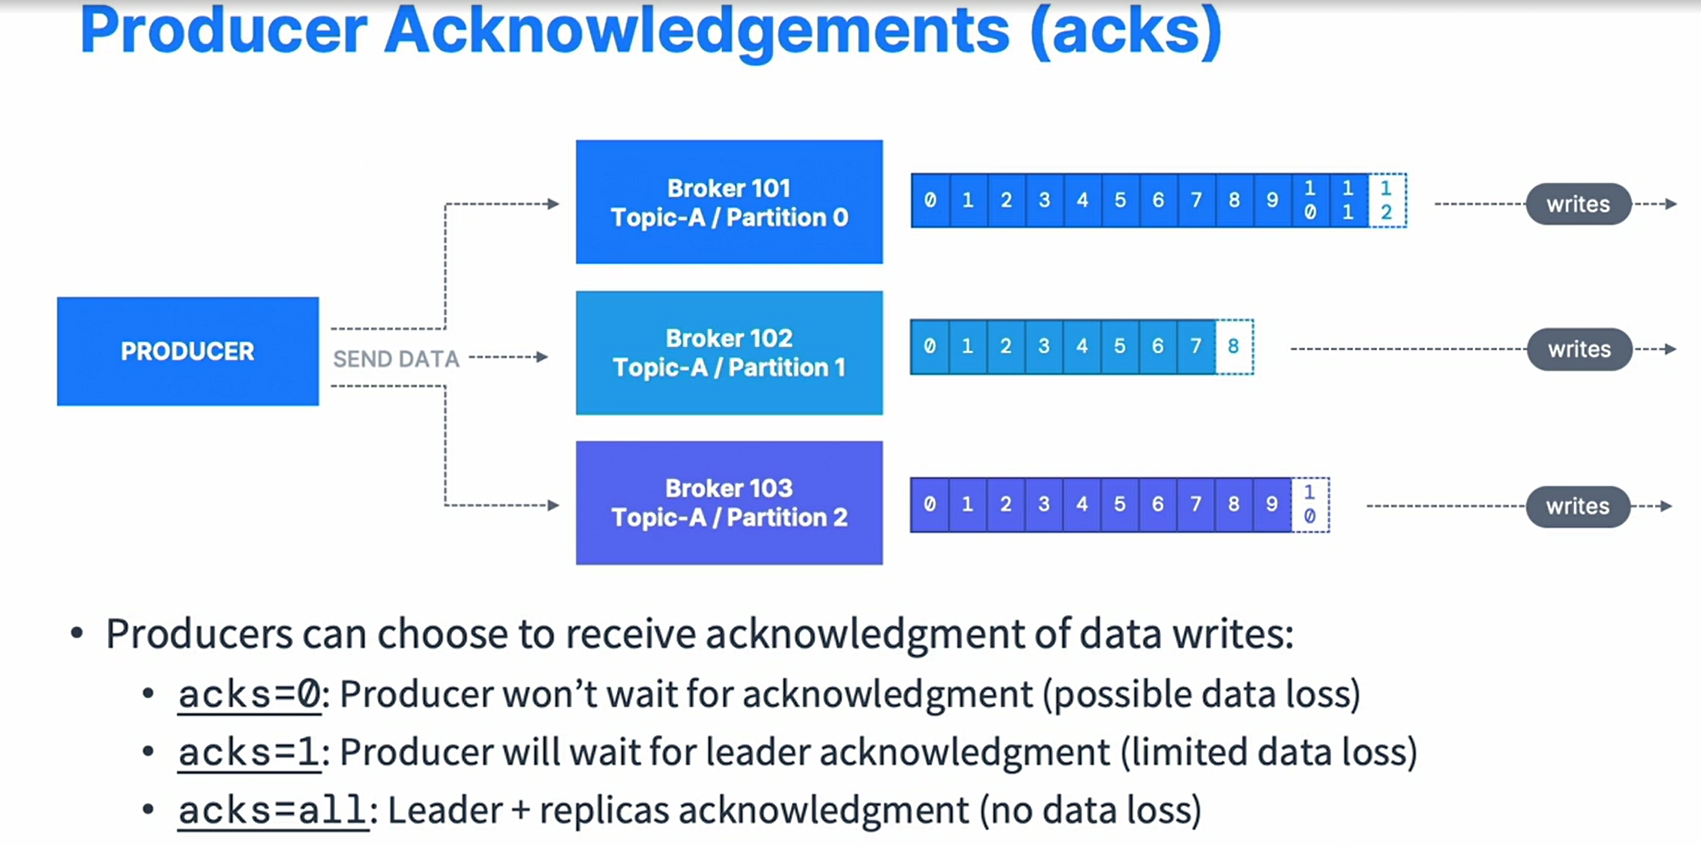 Producer Acknowledgements (acks)
PRODUCER
SEND DATA
Broker 101
Topic-A / Partition 0
0 1 2 3 4 5 6 7 8 9 10 11 12
writes
Broker 102
Topic-A / Partition 1
0 1 2 3 4 5 6 7 8
writes
Broker 103
Topic-A / Partition 2
0 1 2 3 4 5 6 7 8 9 10
writes
• Producers can choose to receive acknowledgment of data writes:
• acks=0: Producer won’t wait for acknowledgment (possible data loss)
• acks=1: Producer will wait for leader acknowledgment (limited data loss)
• acks=all: Leader + replicas acknowledgment (no data loss)